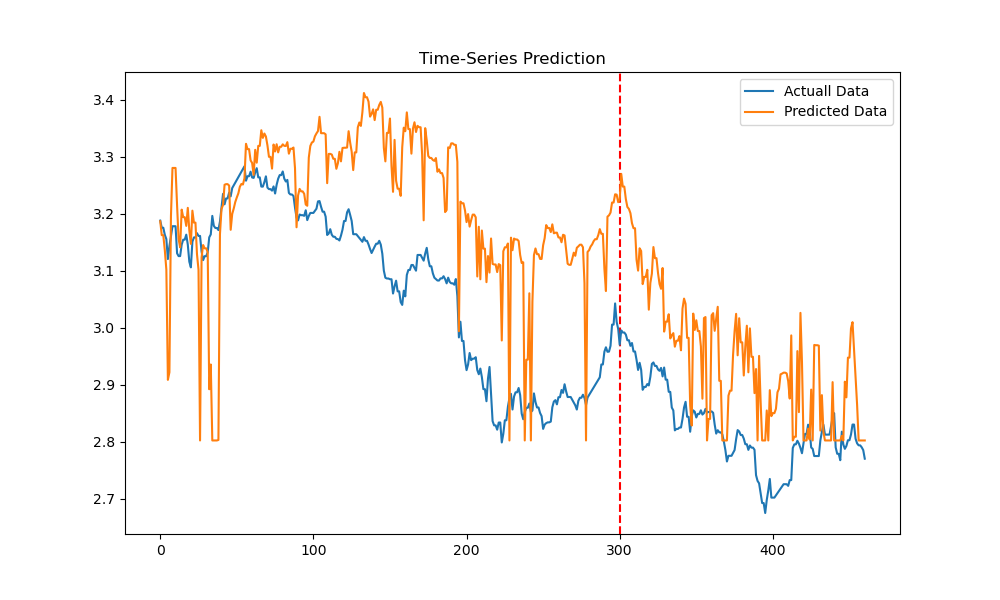 Time-Series Prediction
Actuall Data
Predicted Data
3.4
3.3
3.2
3.1
3.0
2.9
2.8
2.7
0 100 200 300 400